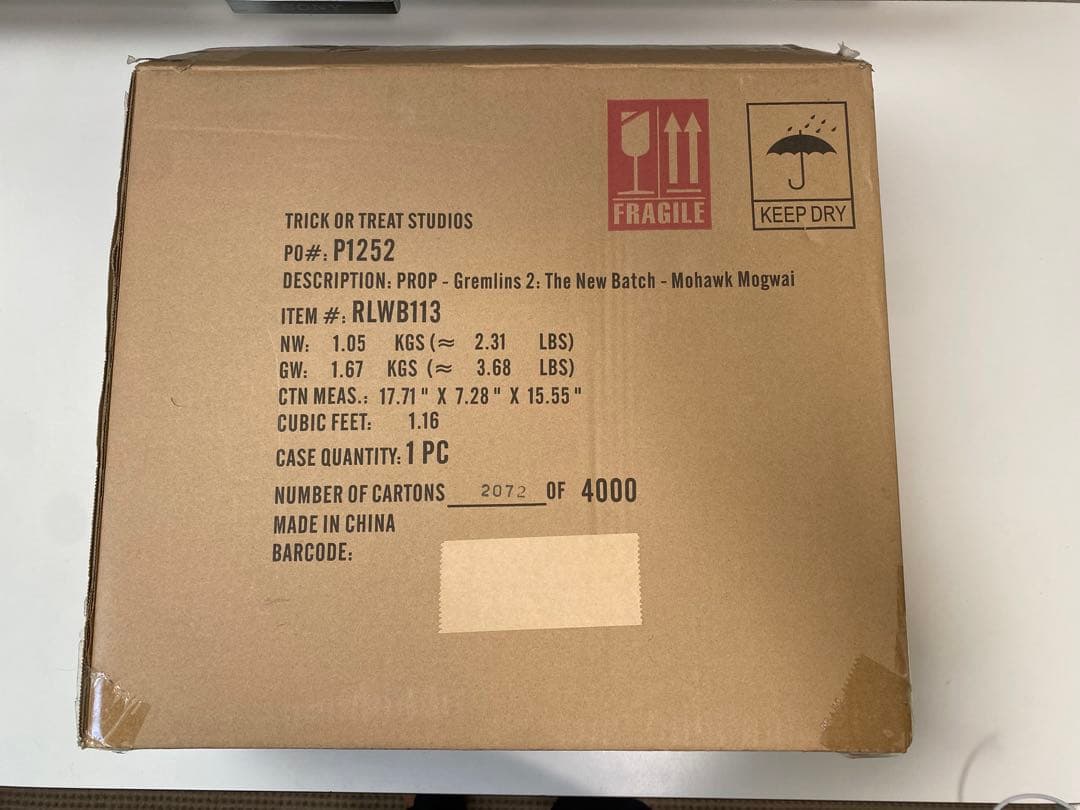 SONY
FRAGILE
KEEP DRY
TRICK OR TREAT STUDIOS
PO#: P1252
DESCRIPTION: PROP - Gremlins 2: The New Batch - Mohawk Mogwai
ITEM #: RLWB113
NW: 1.05 KGS (≈ 2.31 LBS)
GW: 1.67 KGS (≈ 3.68 LBS)
CTN MEAS.: 17.71" X 7.28" X 15.55"
CUBIC FEET: 1.16
CASE QUANTITY: 1 PC
NUMBER OF CARTONS 2072 OF 4000
MADE IN CHINA
BARCODE: